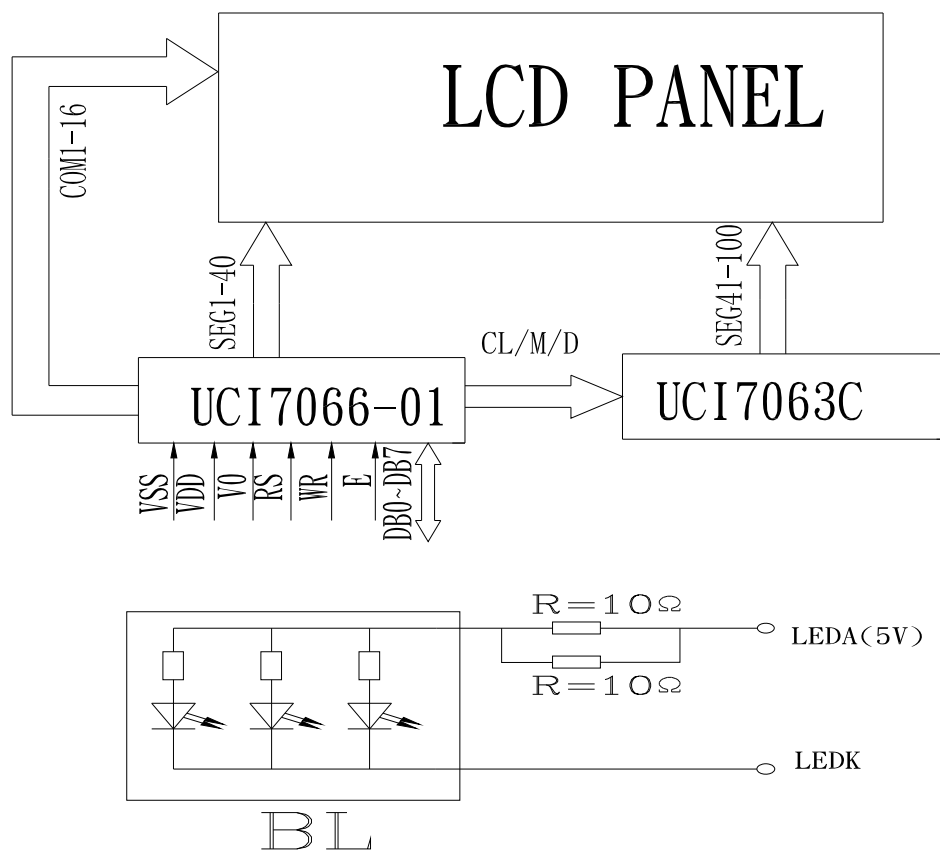 LCD PANEL
COM1-16
SEG1-40
SEG41-100
CL/M/D
UCI7066-01
UCI7063C
VSS
VDD
V0
RS
WR
E
DB0~DB7
R=10Ω
LEDA(5V)
R=10Ω
LEDK
BL